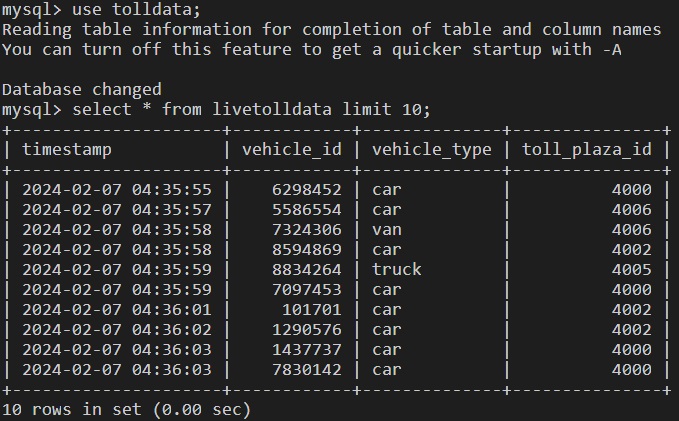 mysql> use tolldata;
Reading table information for completion of table and column names
You can turn off this feature to get a quicker startup with -A

Database changed
mysql> select * from livetolldata limit 10;
+---------------------+------------+--------------+---------------+
| timestamp           | vehicle_id | vehicle_type | toll_plaza_id |
+---------------------+------------+--------------+---------------+
| 2024-02-07 04:35:55 |    6298452 | car          |          4000 |
| 2024-02-07 04:35:57 |    5586554 | car          |          4006 |
| 2024-02-07 04:35:58 |    7324306 | van          |          4006 |
| 2024-02-07 04:35:58 |    8594869 | car          |          4002 |
| 2024-02-07 04:35:59 |    8834264 | truck        |          4005 |
| 2024-02-07 04:35:59 |    7097453 | car          |          4000 |
| 2024-02-07 04:36:01 |     101701 | car          |          4002 |
| 2024-02-07 04:36:02 |    1290576 | car          |          4002 |
| 2024-02-07 04:36:03 |    1437737 | car          |          4000 |
| 2024-02-07 04:36:03 |    7830142 | car          |          4000 |
+---------------------+------------+--------------+---------------+
10 rows in set (0.00 sec)